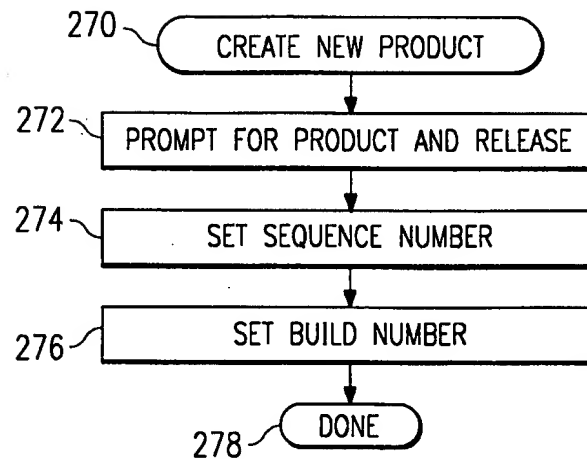 270
CREATE NEW PRODUCT
272
PROMPT FOR PRODUCT AND RELEASE
274
SET SEQUENCE NUMBER
276
SET BUILD NUMBER
278
DONE